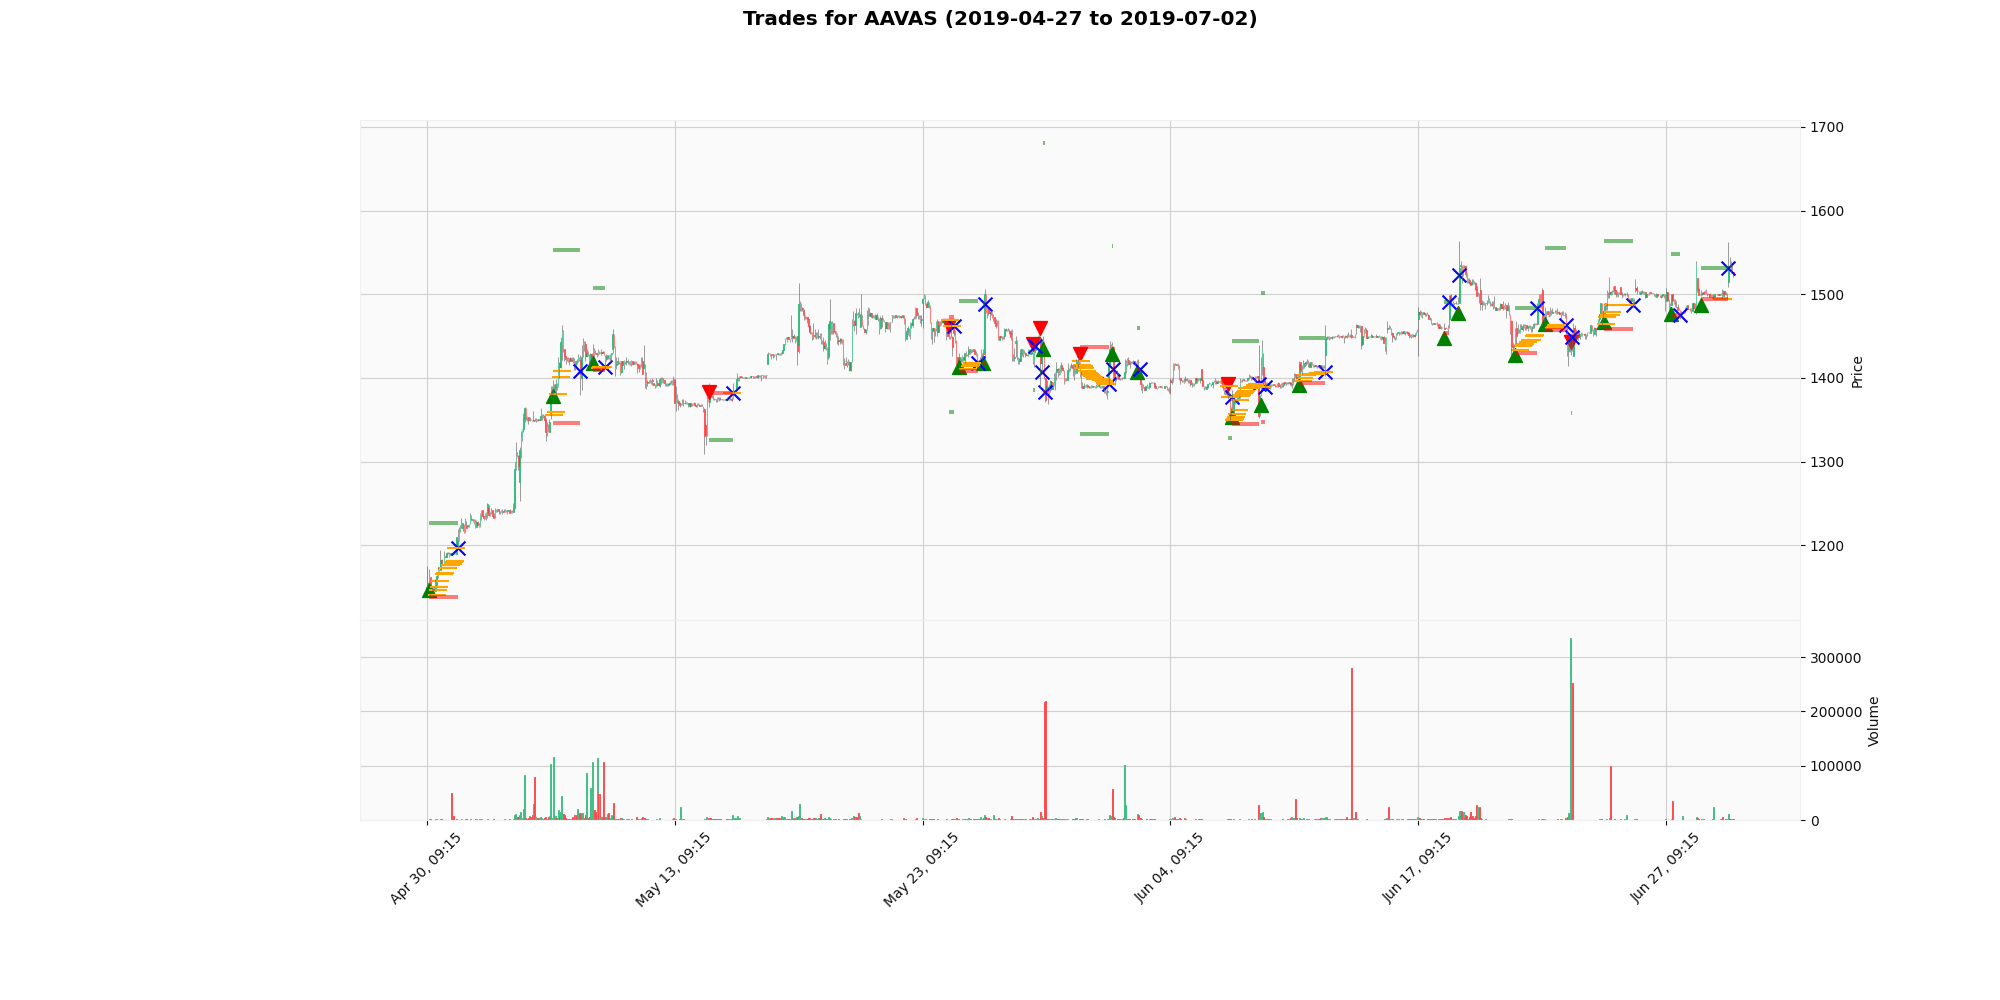 Trades for AAVAS (2019-04-27 to 2019-07-02)
1700
1600
1500
1400
1300
1200
Price
300000
200000
100000
0
Volume
Apr 30, 09:15
May 13, 09:15
May 23, 09:15
Jun 04, 09:15
Jun 17, 09:15
Jun 27, 09:15